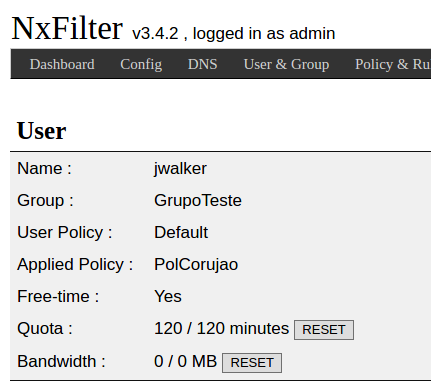 NxFilter v3.4.2 , logged in as admin
Dashboard Config DNS User & Group Policy & Ru
User
Name : jwalker
Group : GrupoTeste
User Policy : Default
Applied Policy : PolCorujao
Free-time : Yes
Quota : 120 / 120 minutes RESET
Bandwidth : 0 / 0 MB RESET